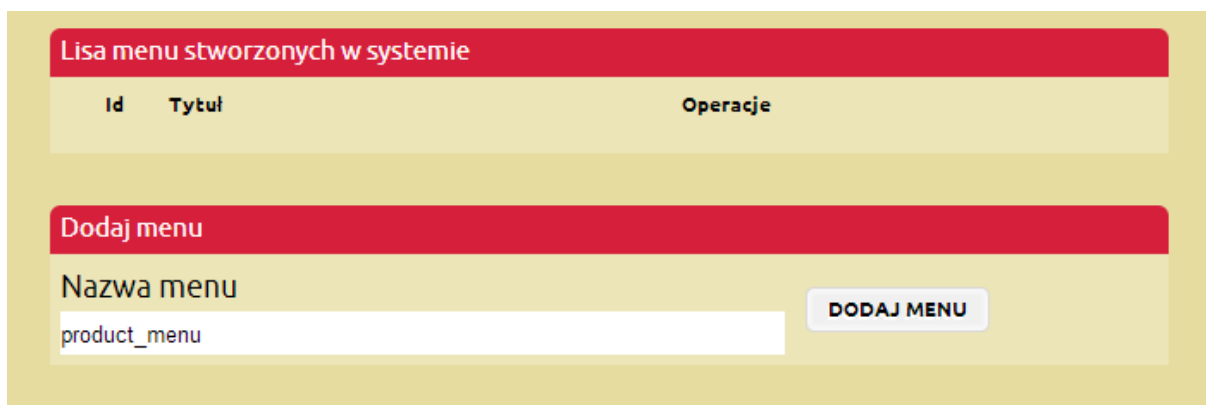 Lisa menu stworzonych w systemie
Id Tytuł Operacje
Dodaj menu
Nazwa menu
DODAJ MENU
product_menu